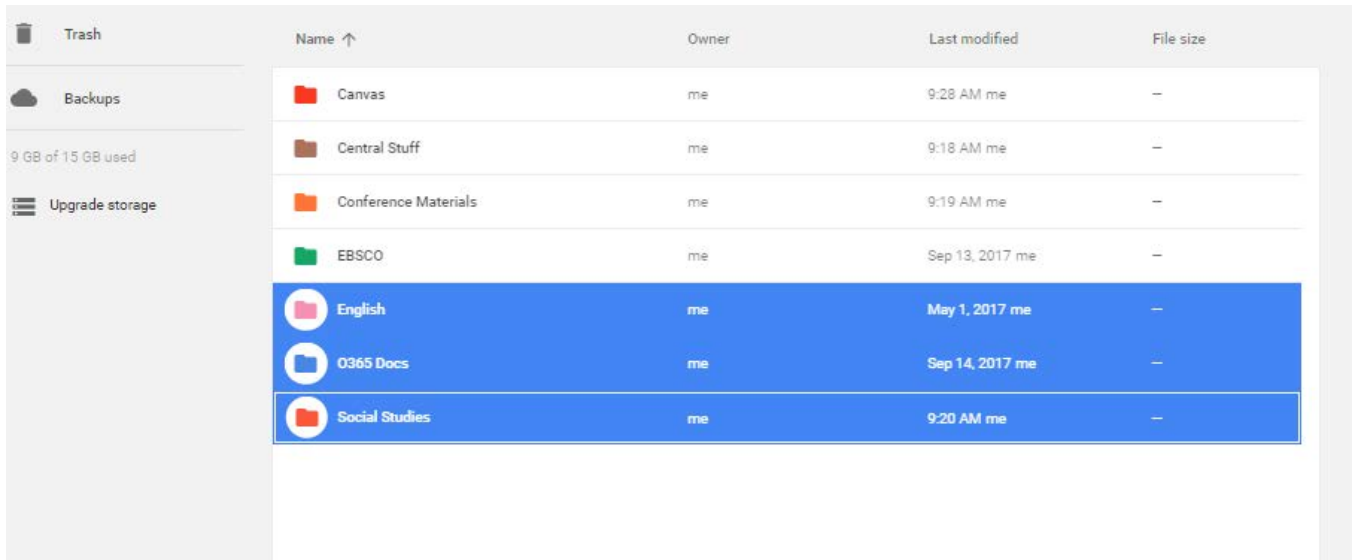 Trash
Backups
9 GB of 15 GB used
Upgrade storage
Name ↑ Owner Last modified File size
Canvas me 9:28 AM me –
Central Stuff me 9:18 AM me –
Conference Materials me 9:19 AM me –
EBSCO me Sep 13, 2017 me –
English me May 1, 2017 me –
O365 Docs me Sep 14, 2017 me –
Social Studies me 9:20 AM me –